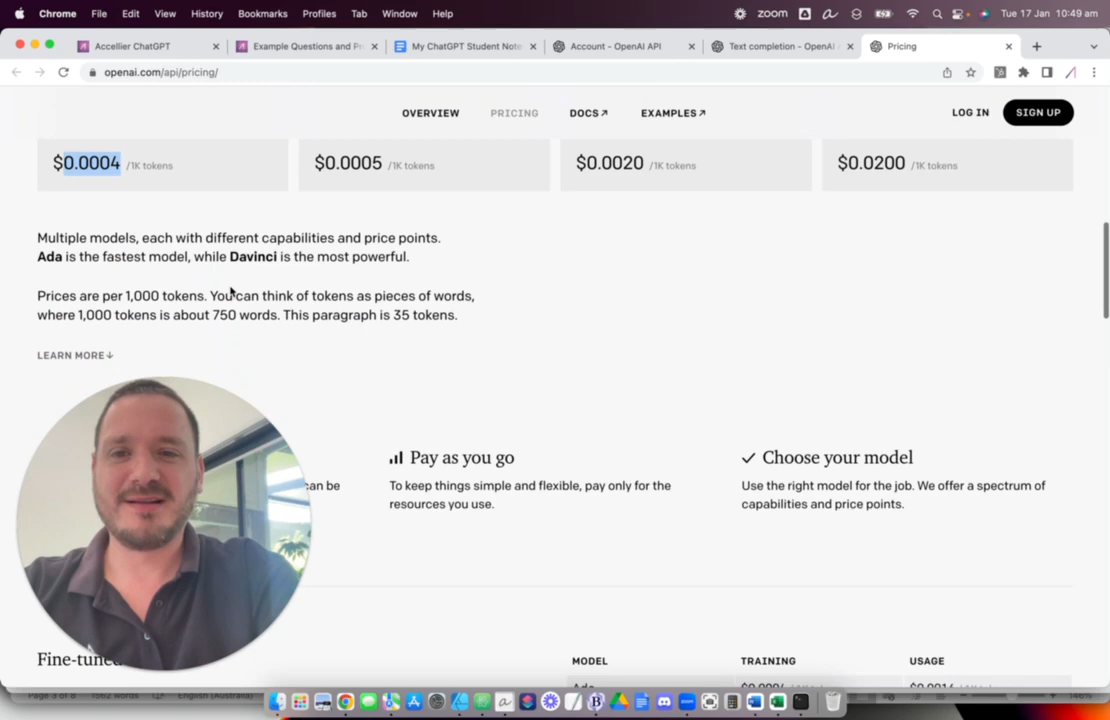 Chrome File Edit View History Bookmarks Profiles Tab Window Help zoom Tue 17 Jan 10:49 am
Accellier ChatGPT
Example Questions and Pr
My ChatGPT Student Note
Account - OpenAI API
Text completion - OpenAI
Pricing
openai.com/api/pricing/
OVERVIEW PRICING DOCS↗ EXAMPLES↗ LOG IN SIGN UP
$0.0004 /1K tokens $0.0005 /1K tokens $0.0020 /1K tokens $0.0200 /1K tokens
Multiple models, each with different capabilities and price points.
Ada is the fastest model, while Davinci is the most powerful.
Prices are per 1,000 tokens. You can think of tokens as pieces of words,
where 1,000 tokens is about 750 words. This paragraph is 35 tokens.
LEARN MORE↓
can be
Pay as you go
To keep things simple and flexible, pay only for the
resources you use.
Choose your model
Use the right model for the job. We offer a spectrum of
capabilities and price points.
Fine-tuned
MODEL TRAINING USAGE
Ada
English (Australia)
146%